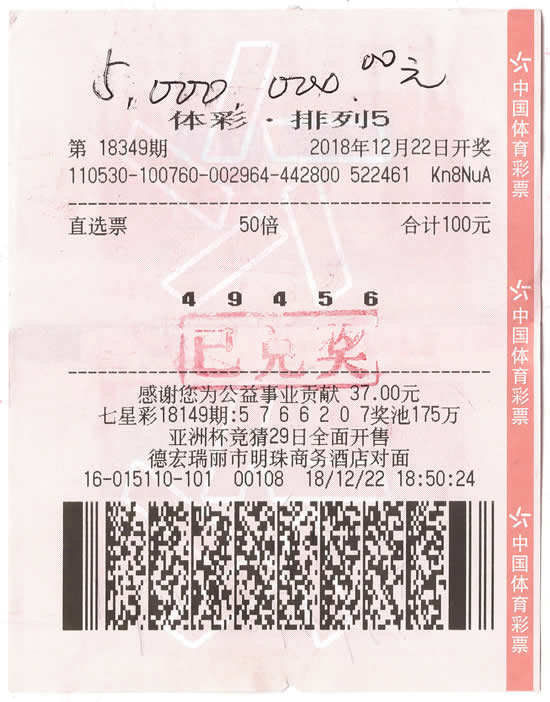 5,000,000.00元
体彩·排列5
第 18349期 2018年12月22日开奖
110530-100760-002964-442800 522461 Kn8NuA
直选票 50倍 合计100元
4 9 4 5 6
已兑奖
感谢您为公益事业贡献 37.00元
七星彩18149期:5 7 6 6 2 0 7奖池175万
亚洲杯竞猜29日全面开售
德宏瑞丽市明珠商务酒店对面
16-015110-101 00108 18/12/22 18:50:24
中国体育彩票
中国体育彩票
中国体育彩票